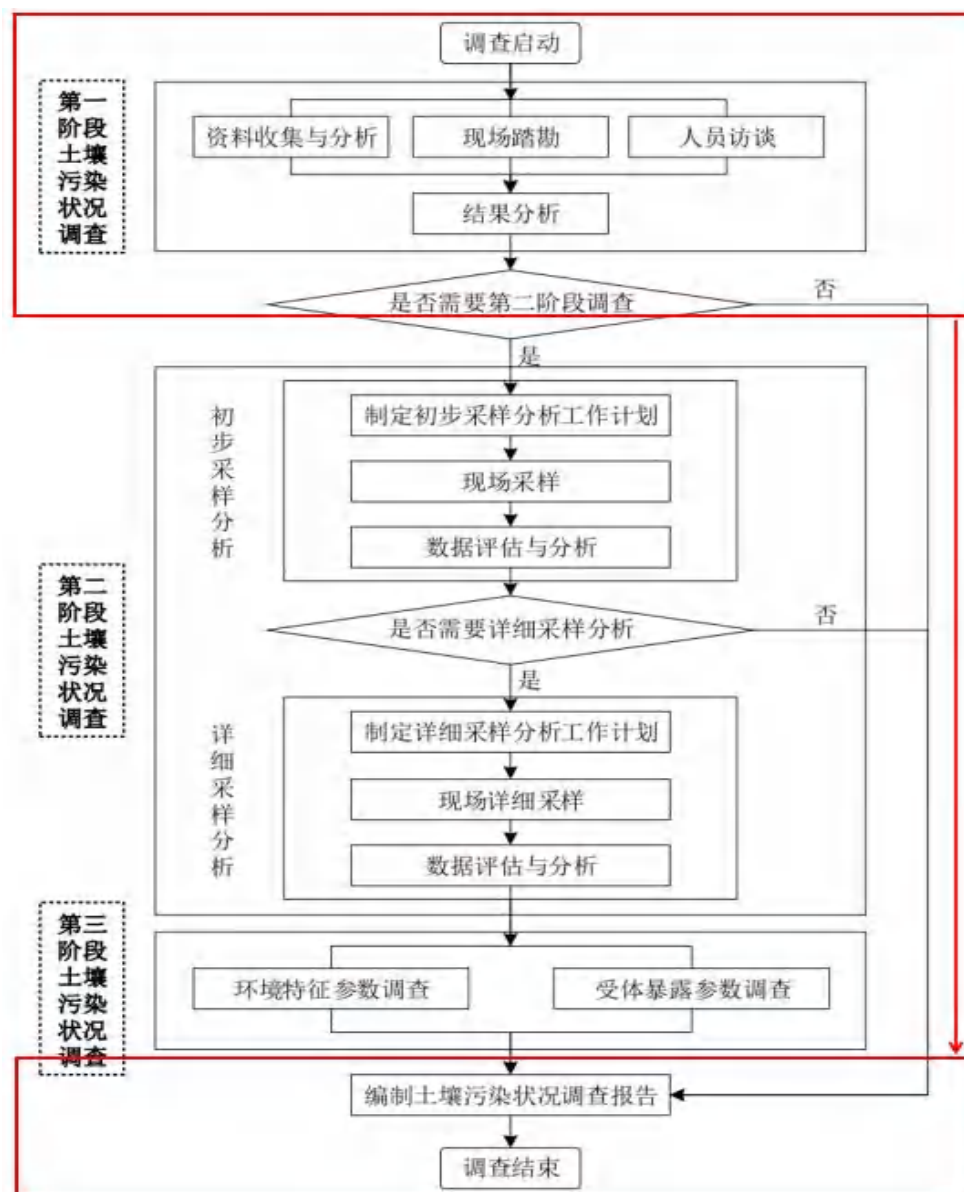 调查启动
第一
阶段
土壤
污染
状况
调查
资料收集与分析
现场踏勘
人员访谈
结果分析
是否需要第二阶段调查
否
是
初
步
采
样
分
析
制定初步采样分析工作计划
现场采样
数据评估与分析
第二
阶段
土壤
污染
状况
调查
是否需要详细采样分析
否
是
详
细
采
样
分
析
制定详细采样分析工作计划
现场详细采样
数据评估与分析
第三
阶段
土壤
污染
状况
调查
环境特征参数调查
受体暴露参数调查
编制土壤污染状况调查报告
调查结束